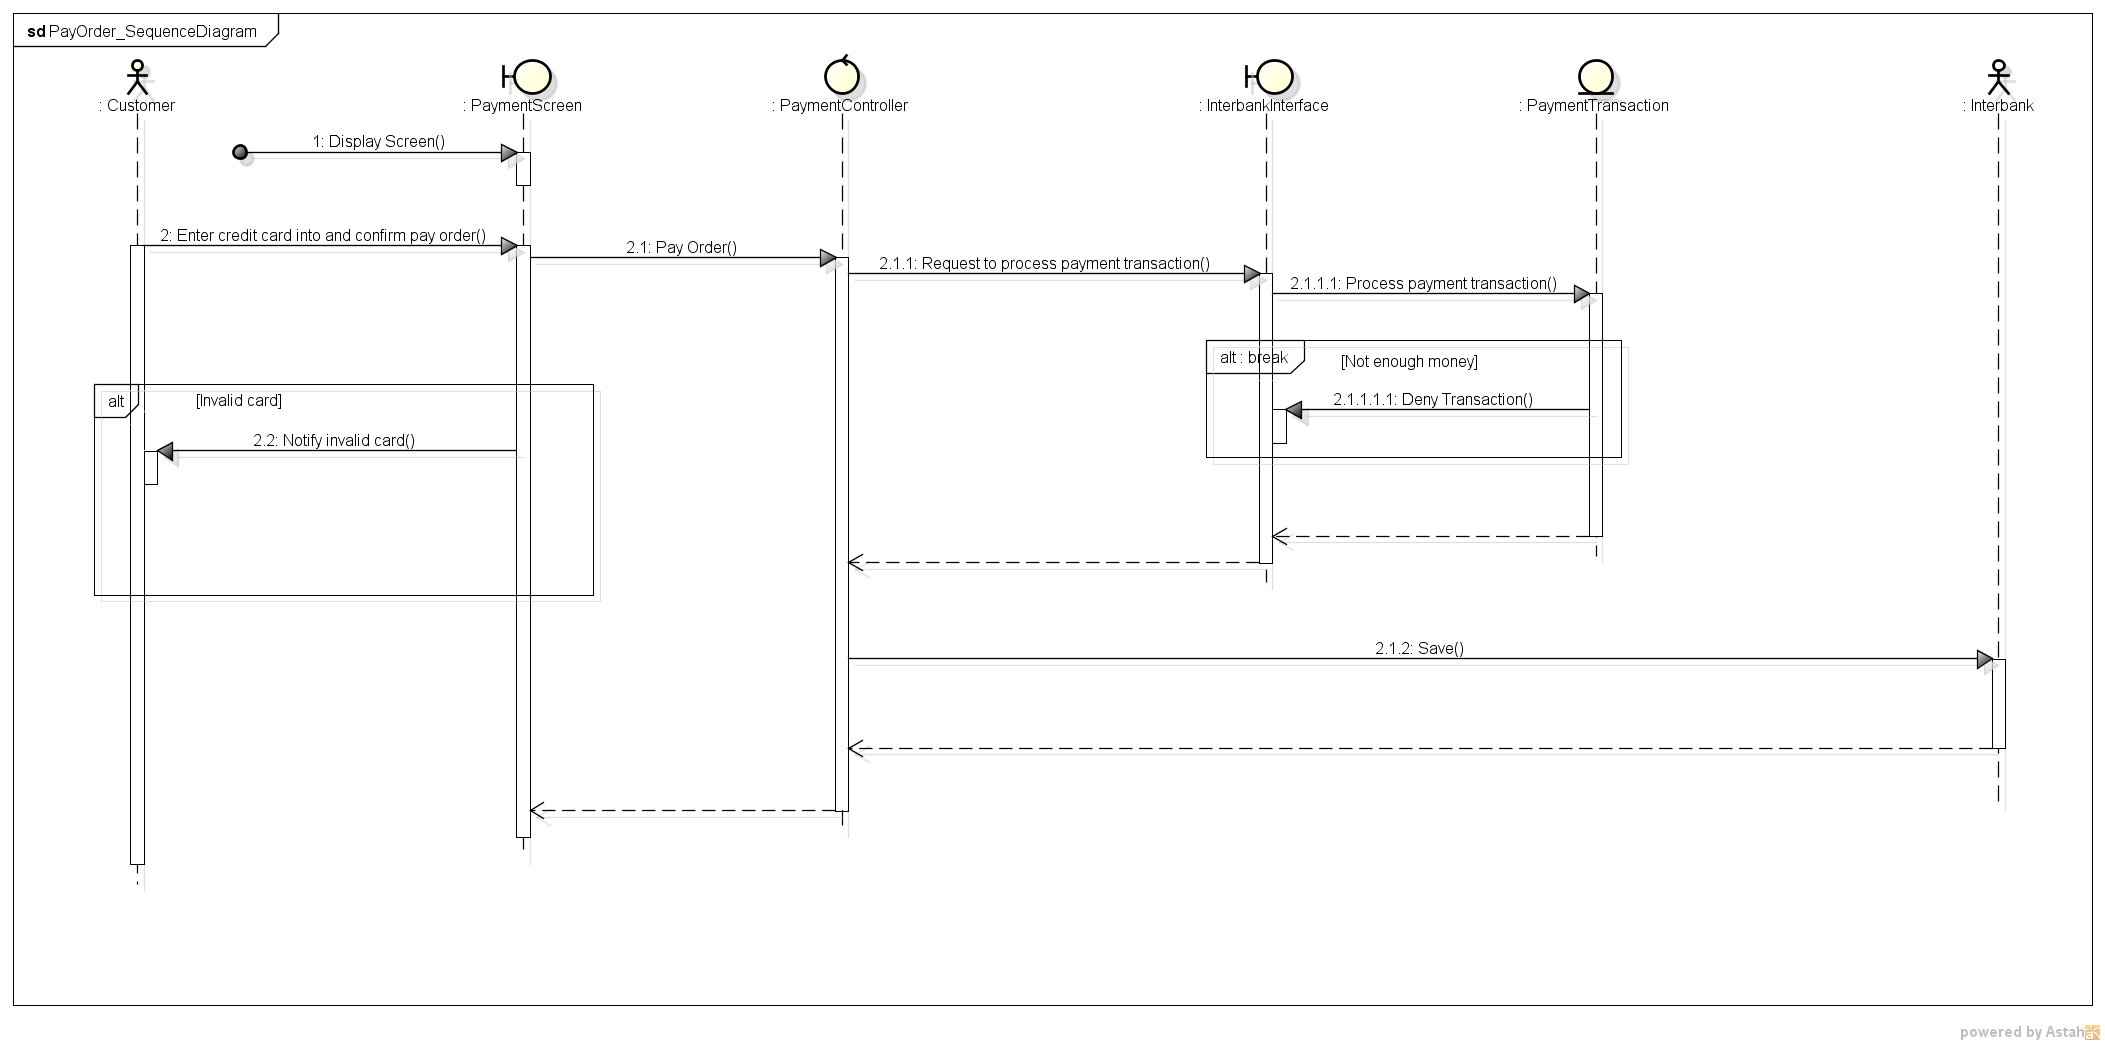 sd PayOrder_SequenceDiagram
: Customer
: PaymentScreen
: PaymentController
: InterbankInterface
: PaymentTransaction
: Interbank
1: Display Screen()
2: Enter credit card into and confirm pay order()
2.1: Pay Order()
2.1.1: Request to process payment transaction()
2.1.1.1: Process payment transaction()
alt : break
[Not enough money]
2.1.1.1.1: Deny Transaction()
alt
[Invalid card]
2.2: Notify invalid card()
2.1.2: Save()
powered by Astah